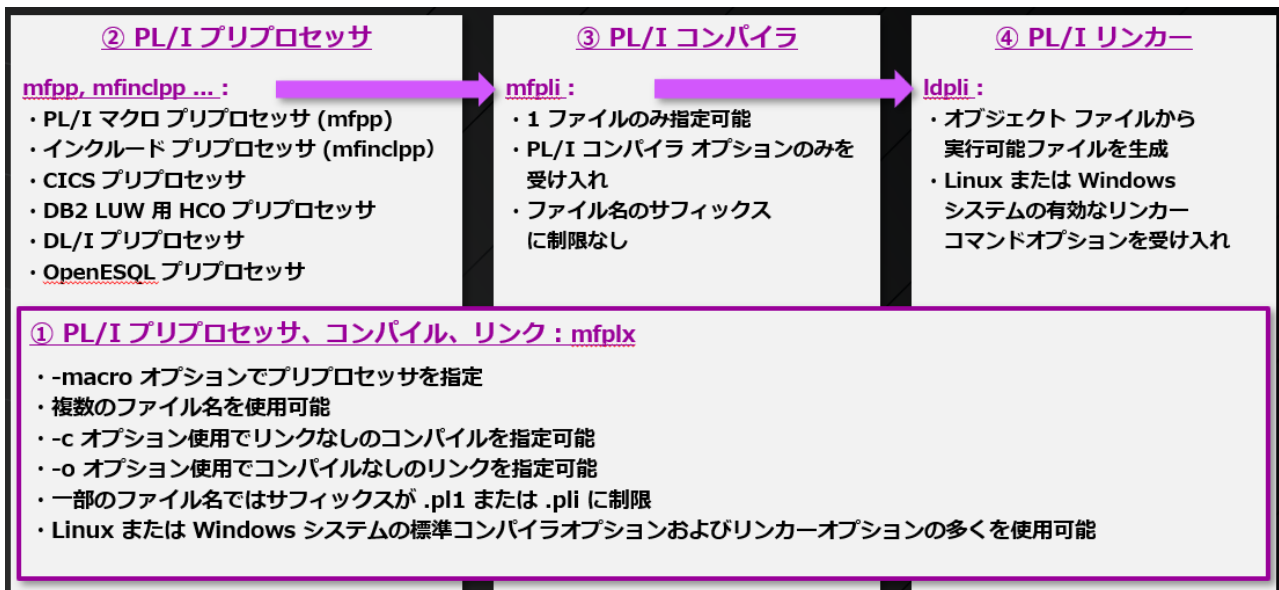 ② PL/I プリプロセッサ
mfpp, mfinclpp ... :
・PL/I マクロ プリプロセッサ (mfpp)
・インクルード プリプロセッサ (mfinclpp）
・CICS プリプロセッサ
・DB2 LUW 用 HCO プリプロセッサ
・DL/I プリプロセッサ
・OpenESQL プリプロセッサ
③ PL/I コンパイラ
mfpli :
・1 ファイルのみ指定可能
・PL/I コンパイラ オプションのみを
受け入れ
・ファイル名のサフィックス
に制限なし
④ PL/I リンカー
ldpli :
・オブジェクト ファイルから
実行可能ファイルを生成
・Linux または Windows
システムの有効なリンカー
コマンドオプションを受け入れ
① PL/I プリプロセッサ、コンパイル、リンク：mfplx
・-macro オプションでプリプロセッサを指定
・複数のファイル名を使用可能
・-c オプション使用でリンクなしのコンパイルを指定可能
・-o オプション使用でコンパイルなしのリンクを指定可能
・一部のファイル名ではサフィックスが .pl1 または .pli に制限
・Linux または Windows システムの標準コンパイラオプションおよびリンカーオプションの多くを使用可能